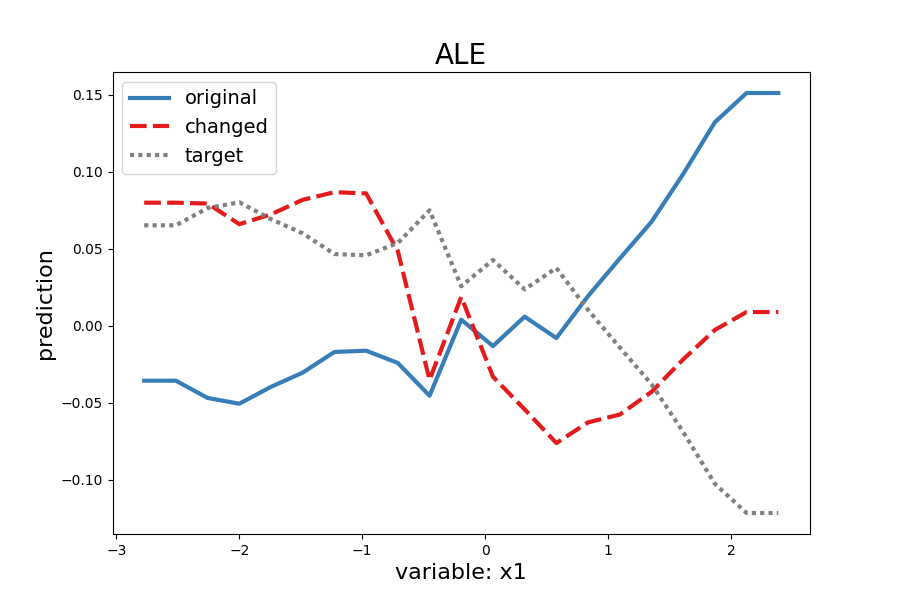 ALE
original
changed
target
prediction
0.15
0.10
0.05
0.00
−0.05
−0.10
−3
−2
−1
0
1
2
variable: x1